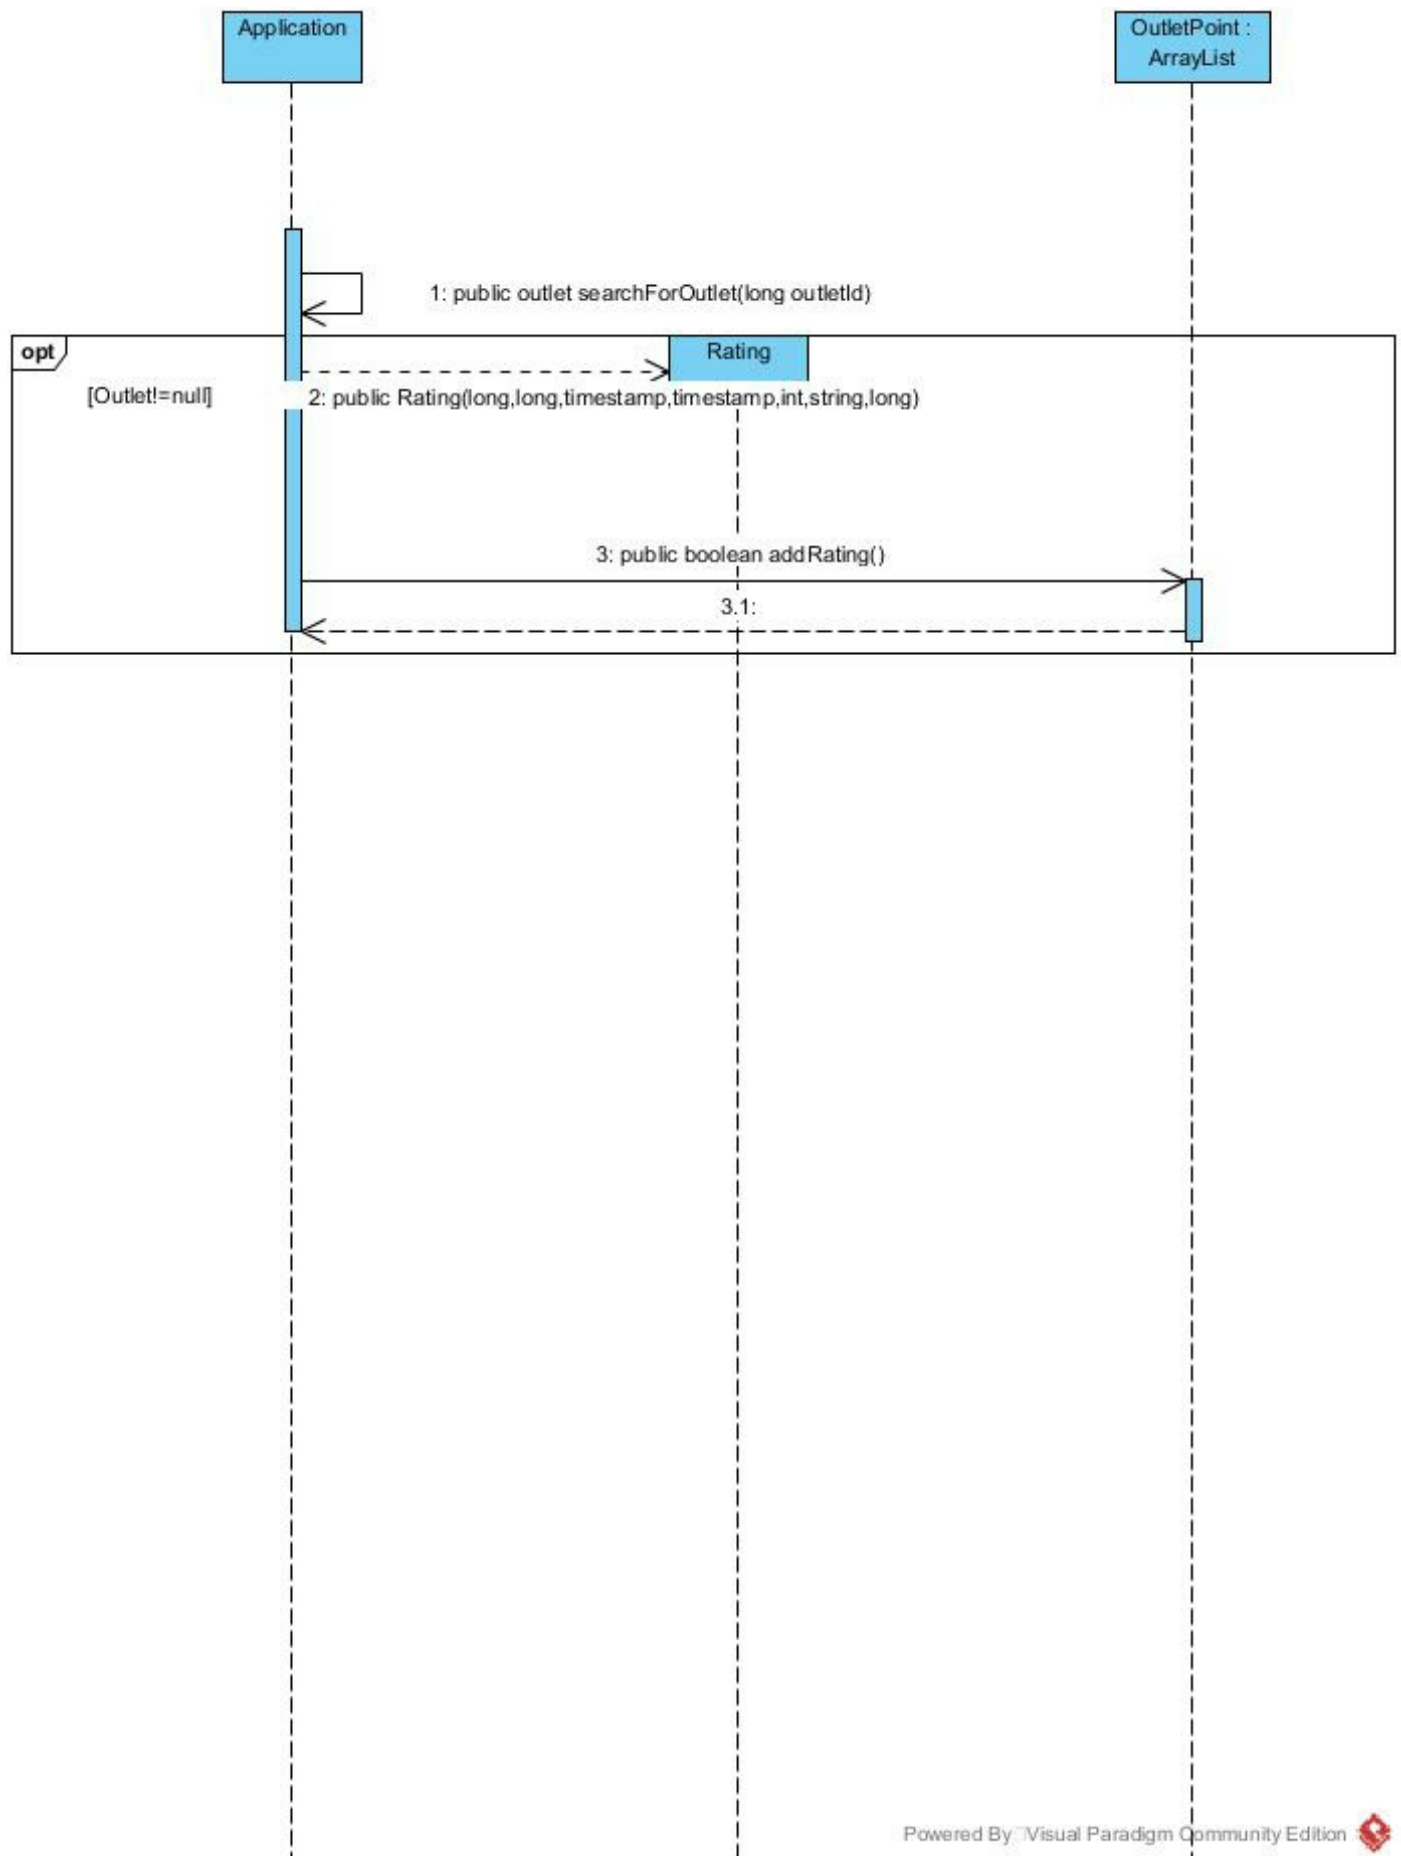 Application
OutletPoint :
ArrayList
1: public outlet searchForOutlet(long outletId)
opt
Rating
[Outlet!=null]
2: public Rating(long,long,timestamp,timestamp,int,string,long)
3: public boolean addRating()
3.1:
Powered By Visual Paradigm Community Edition